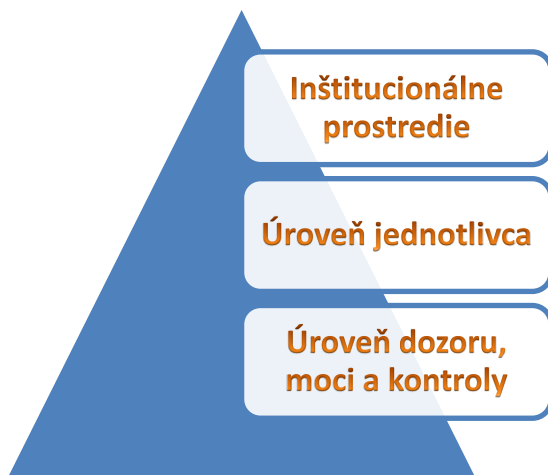 Inštitucionálne
prostredie
Úroveň jednotlivca
Úroveň dozoru,
moci a kontroly